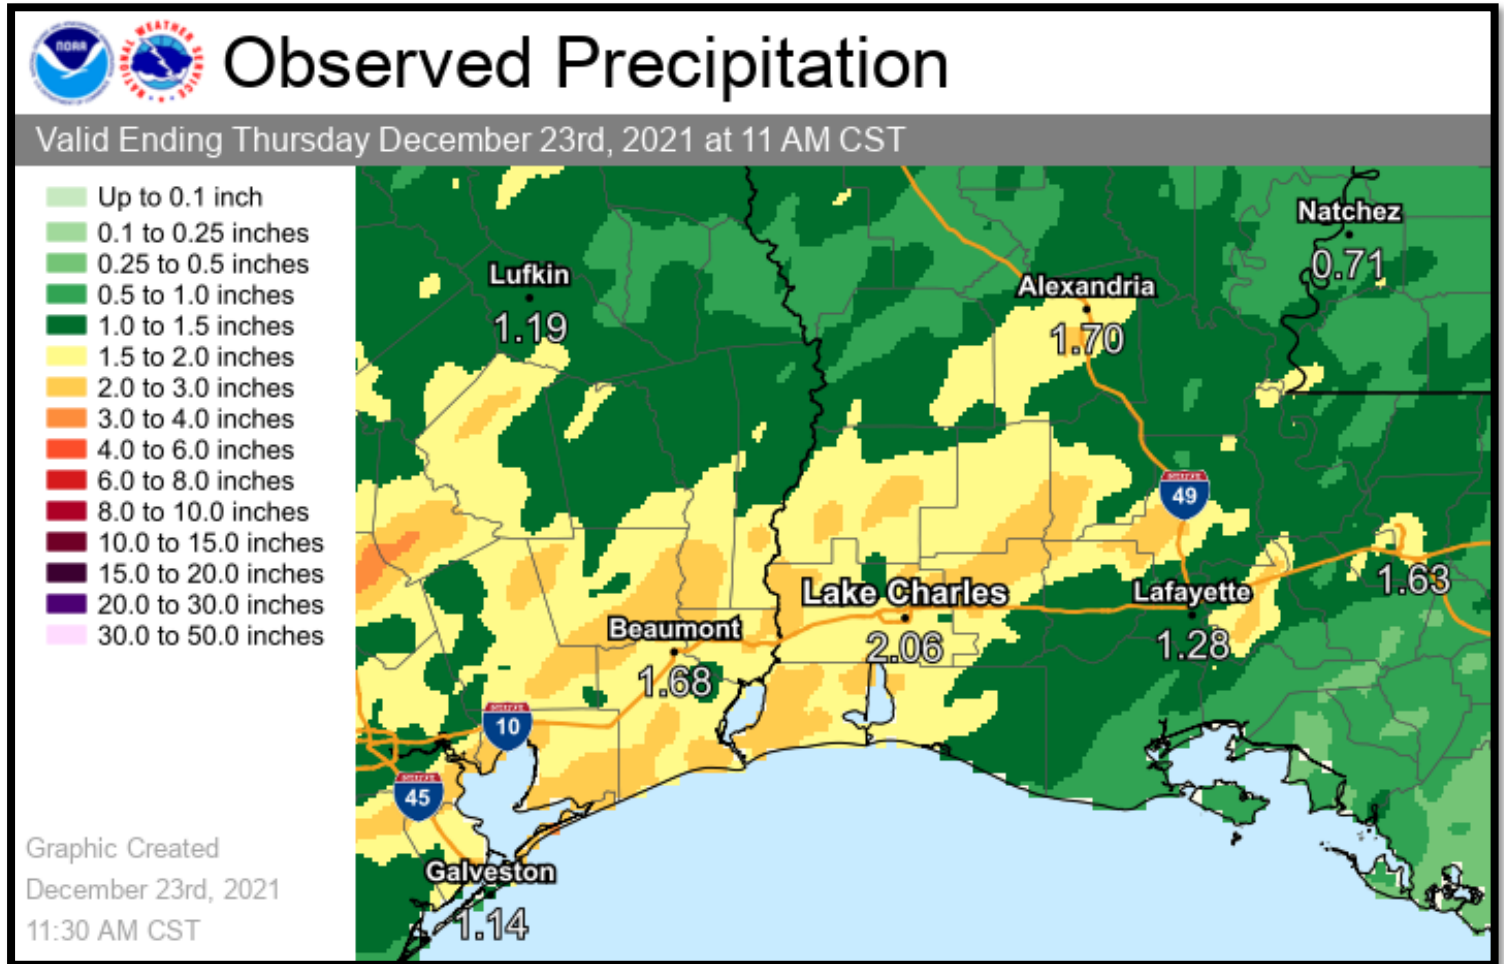 NOAA
NATIONAL WEATHER SERVICE
Observed Precipitation
Valid Ending Thursday December 23rd, 2021 at 11 AM CST
Up to 0.1 inch
0.1 to 0.25 inches
0.25 to 0.5 inches
0.5 to 1.0 inches
1.0 to 1.5 inches
1.5 to 2.0 inches
2.0 to 3.0 inches
3.0 to 4.0 inches
4.0 to 6.0 inches
6.0 to 8.0 inches
8.0 to 10.0 inches
10.0 to 15.0 inches
15.0 to 20.0 inches
20.0 to 30.0 inches
30.0 to 50.0 inches
Graphic Created
December 23rd, 2021
11:30 AM CST
Natchez
0.71
Lufkin
1.19
Alexandria
1.70
49
Lake Charles
2.06
Lafayette
1.28
1.63
Beaumont
1.68
10
45
Galveston
1.14